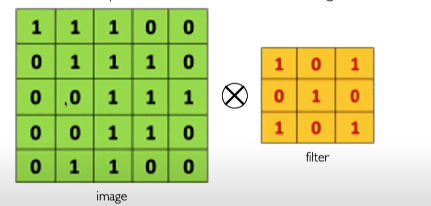 1 1 1 0 0
0 1 1 1 0
0 0 1 1 1
0 0 1 1 0
0 1 1 0 0
image
1 0 1
0 1 0
1 0 1
filter